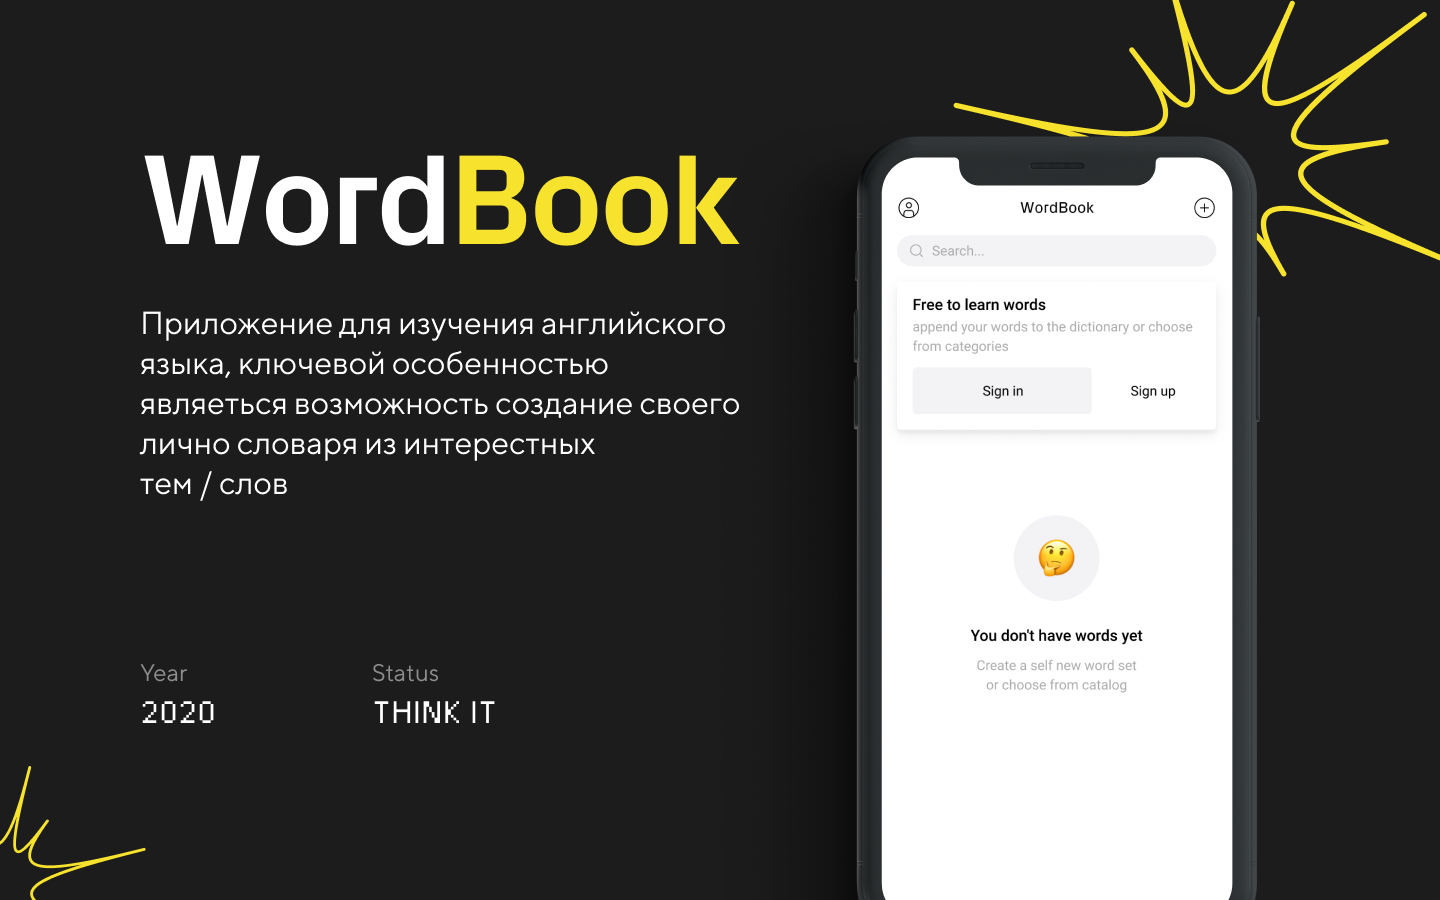 WordBook
Приложение для изучения английского
языка, ключевой особенностью
являеться возможность создание своего
лично словаря из интерестных
тем / слов
Year
2020
Status
THINK IT
WordBook
Search...
Free to learn words
append your words to the dictionary or choose
from categories
Sign in
Sign up
You don't have words yet
Create a self new word set
or choose from catalog